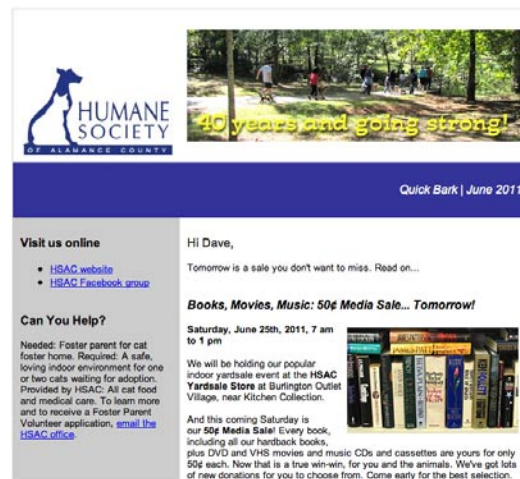 40 years and going strong!
HUMANE
SOCIETY
OF ALAMANCE COUNTY
Quick Bark | June 2011
Visit us online
• HSAC website
• HSAC Facebook group
Can You Help?
Needed: Foster parent for cat
foster home. Required: A safe,
loving indoor environment for one
or two cats waiting for adoption.
Provided by HSAC: All cat food
and medical care. To learn more
and to receive a Foster Parent
Volunteer application, email the
HSAC office.
Hi Dave,
Tomorrow is a sale you don't want to miss. Read on...
Books, Movies, Music: 50¢ Media Sale... Tomorrow!
Saturday, June 25th, 2011, 7 am
to 1 pm
We will be holding our popular
indoor yardsale event at the HSAC
Yardsale Store at Burlington Outlet
Village, near Kitchen Collection.
And this coming Saturday is
our 50¢ Media Sale! Every book,
including all our hardback books,
plus DVD and VHS movies and music CDs and cassettes are yours for only
50¢ each. Now that is a true win-win, for you and the animals. We've got lots
of new donations for you to choose from. Come early for the best selection.